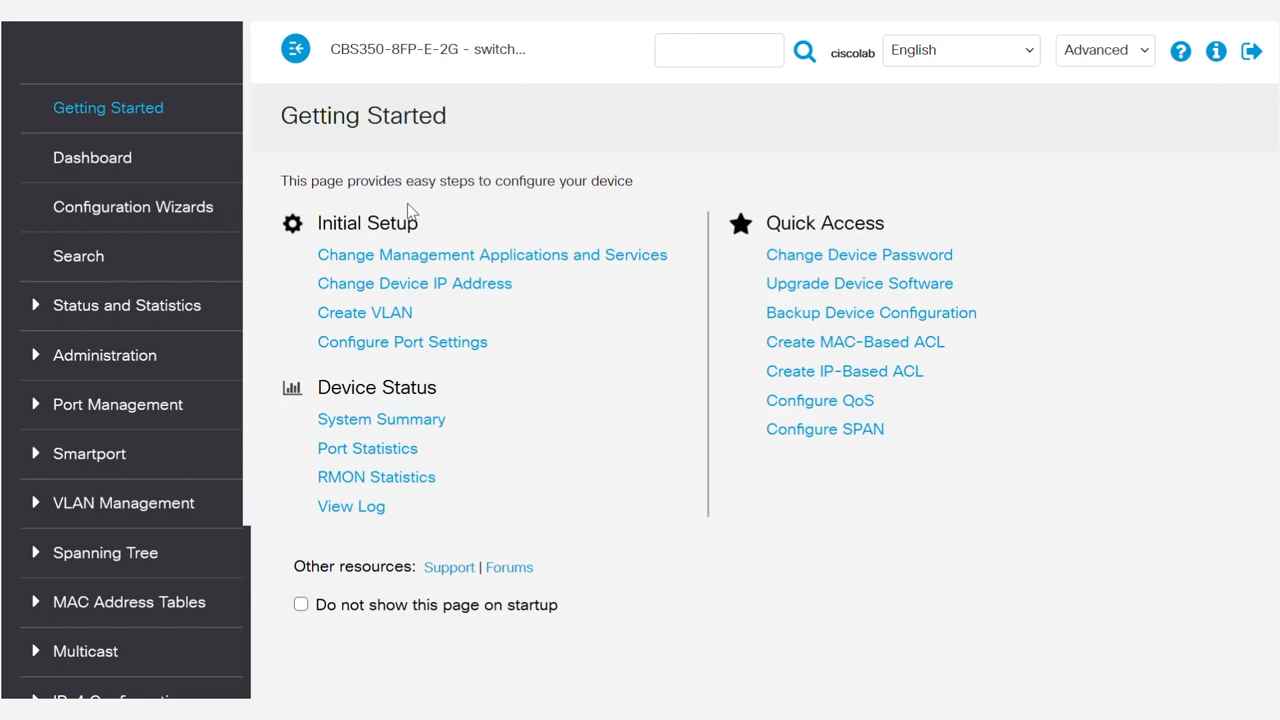 CBS350-8FP-E-2G - switch...
ciscolab
English
Advanced
Getting Started
Dashboard
Configuration Wizards
Search
Status and Statistics
Administration
Port Management
Smartport
VLAN Management
Spanning Tree
MAC Address Tables
Multicast
Getting Started
This page provides easy steps to configure your device
Initial Setup
Change Management Applications and Services
Change Device IP Address
Create VLAN
Configure Port Settings
Device Status
System Summary
Port Statistics
RMON Statistics
View Log
Quick Access
Change Device Password
Upgrade Device Software
Backup Device Configuration
Create MAC-Based ACL
Create IP-Based ACL
Configure QoS
Configure SPAN
Other resources: Support | Forums
Do not show this page on startup